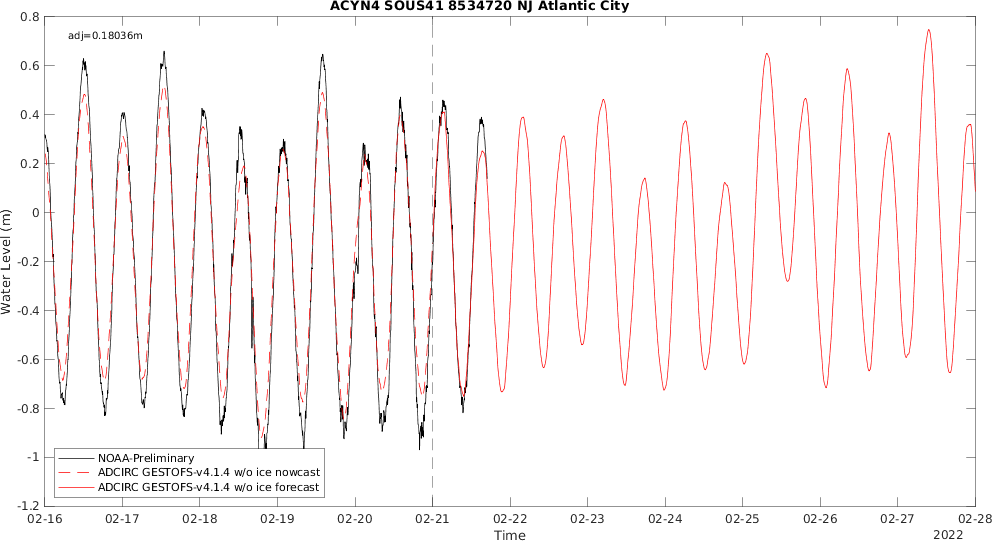 ACYN4 SOUS41 8534720 NJ Atlantic City
adj=0.18036m
0.8
0.6
0.4
0.2
0
-0.2
-0.4
-0.6
-0.8
-1
-1.2
Water Level (m)
NOAA-Preliminary
ADCIRC GESTOFS-v4.1.4 w/o ice nowcast
ADCIRC GESTOFS-v4.1.4 w/o ice forecast
02-16 02-17 02-18 02-19 02-20 02-21 02-22 02-23 02-24 02-25 02-26 02-27 02-28
Time
2022